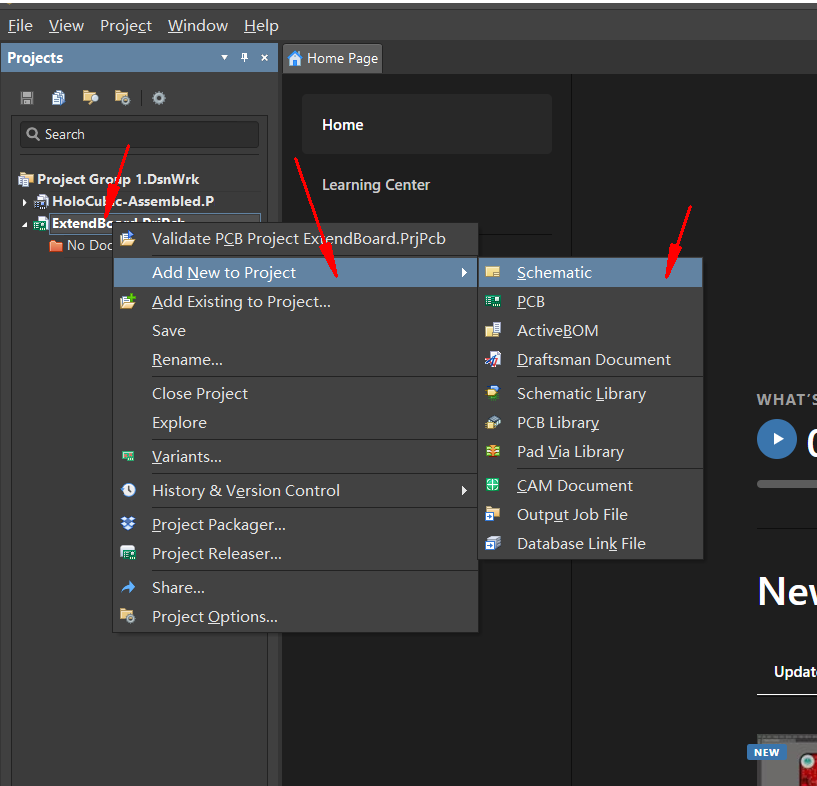 File View Project Window Help
Projects
Home Page
Search
Home
Learning Center
Project Group 1.DsnWrk
HoloCubic-Assembled.P
ExtendBoard.PrjPcb
No Doc
Validate PCB Project ExtendBoard.PrjPcb
Add New to Project
Add Existing to Project...
Save
Rename...
Close Project
Explore
Variants...
History & Version Control
Project Packager...
Project Releaser...
Share...
Project Options...
Schematic
PCB
ActiveBOM
Draftsman Document
Schematic Library
PCB Library
Pad Via Library
CAM Document
Output Job File
Database Link File
WHAT'S
New
Updat
NEW